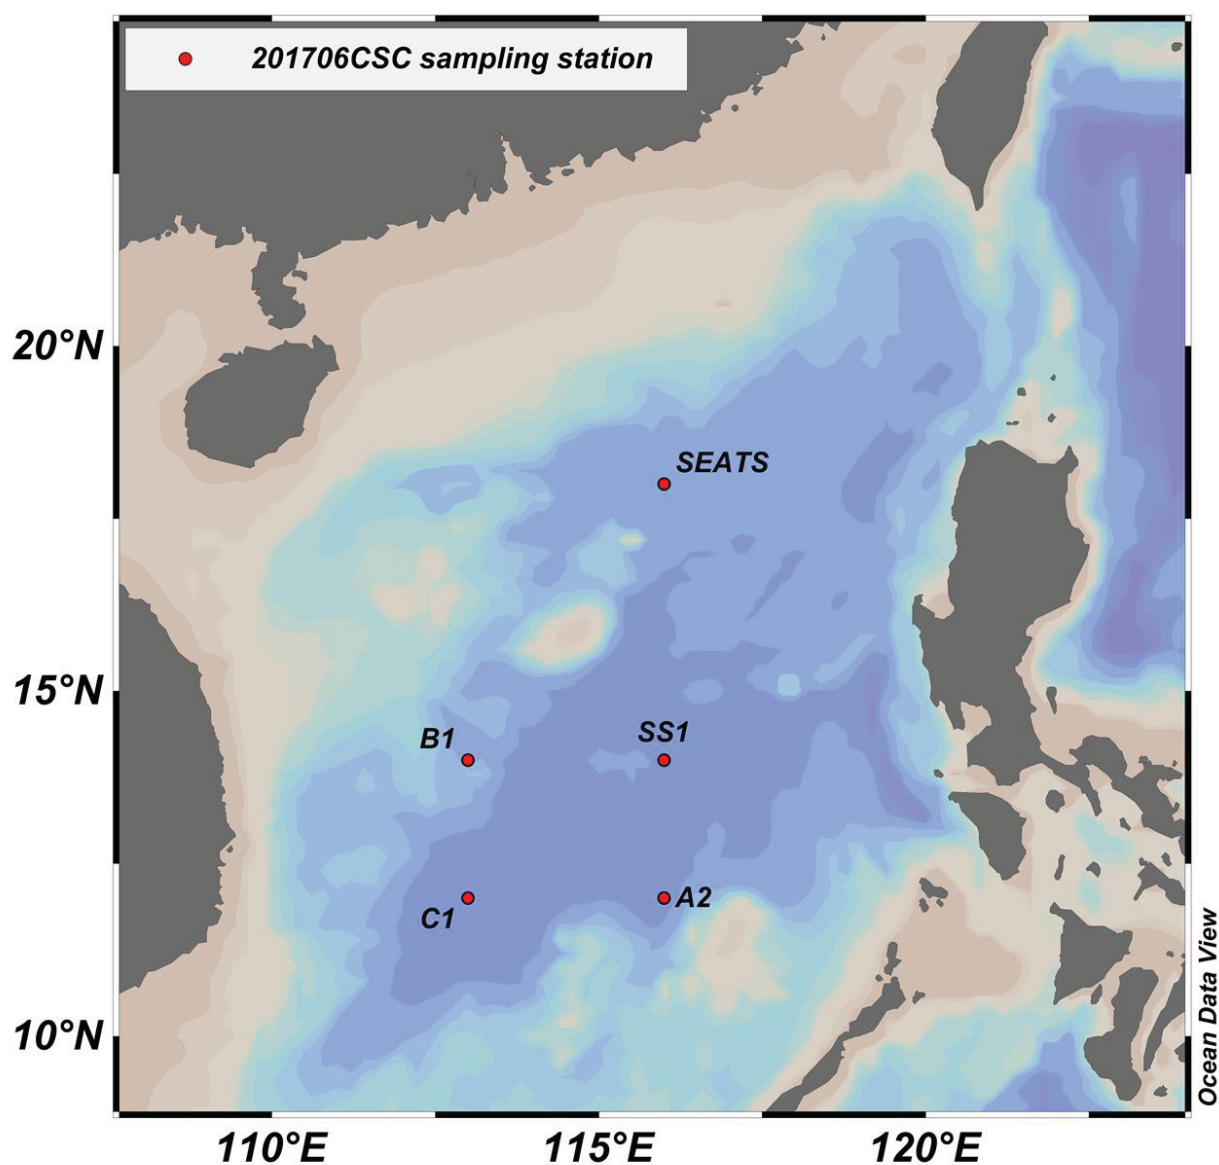 201706CSC sampling station
20°N
SEATS
15°N
B1
SS1
C1
A2
10°N
110°E
115°E
120°E
Ocean Data View